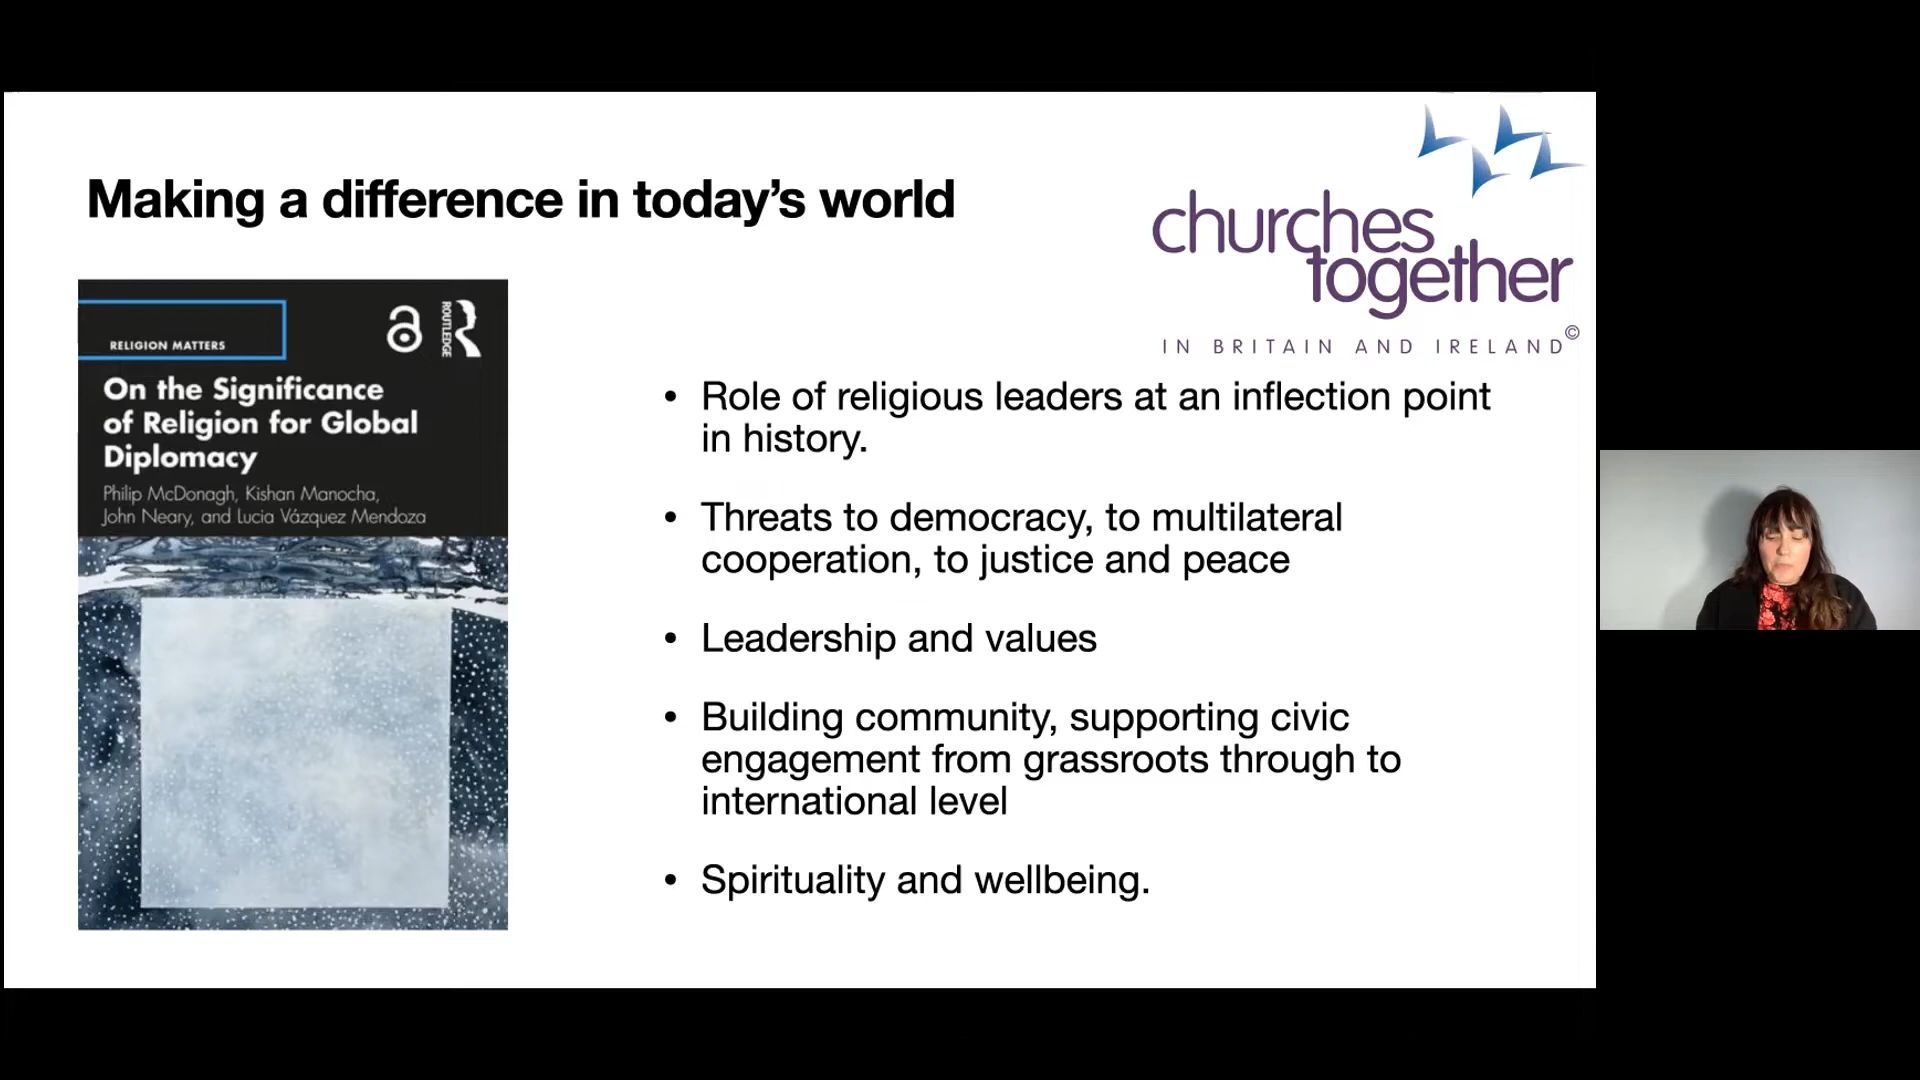 Making a difference in today’s world
churches
together
IN BRITAIN AND IRELAND©
RELIGION MATTERS
ROUTLEDGE
On the Significance
of Religion for Global
Diplomacy
Philip McDonagh, Kishan Manocha,
John Neary, and Lucia Vázquez Mendoza
• Role of religious leaders at an inflection point
in history.
• Threats to democracy, to multilateral
cooperation, to justice and peace
• Leadership and values
• Building community, supporting civic
engagement from grassroots through to
international level
• Spirituality and wellbeing.